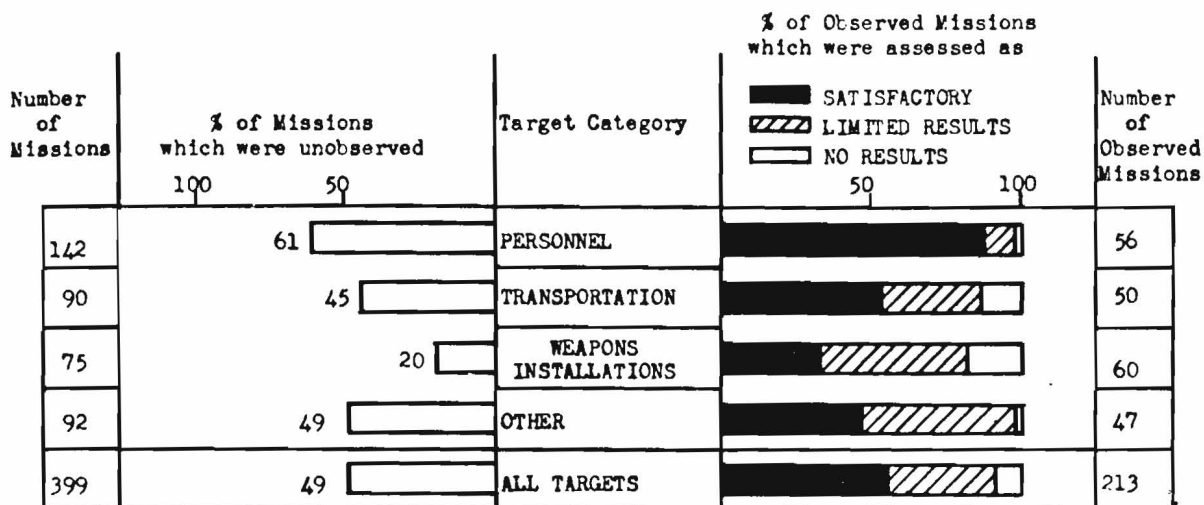 % of Observed Missions
which were assessed as
SATISFACTORY
LIMITED RESULTS
NO RESULTS
Number
of
Missions
% of Missions
which were unobserved
Target Category
Number
of
Observed
Missions
100 50 50 100
142 61 PERSONNEL 56
90 45 TRANSPORTATION 50
75 20 WEAPONS
INSTALLATIONS 60
92 49 OTHER 47
399 49 ALL TARGETS 213